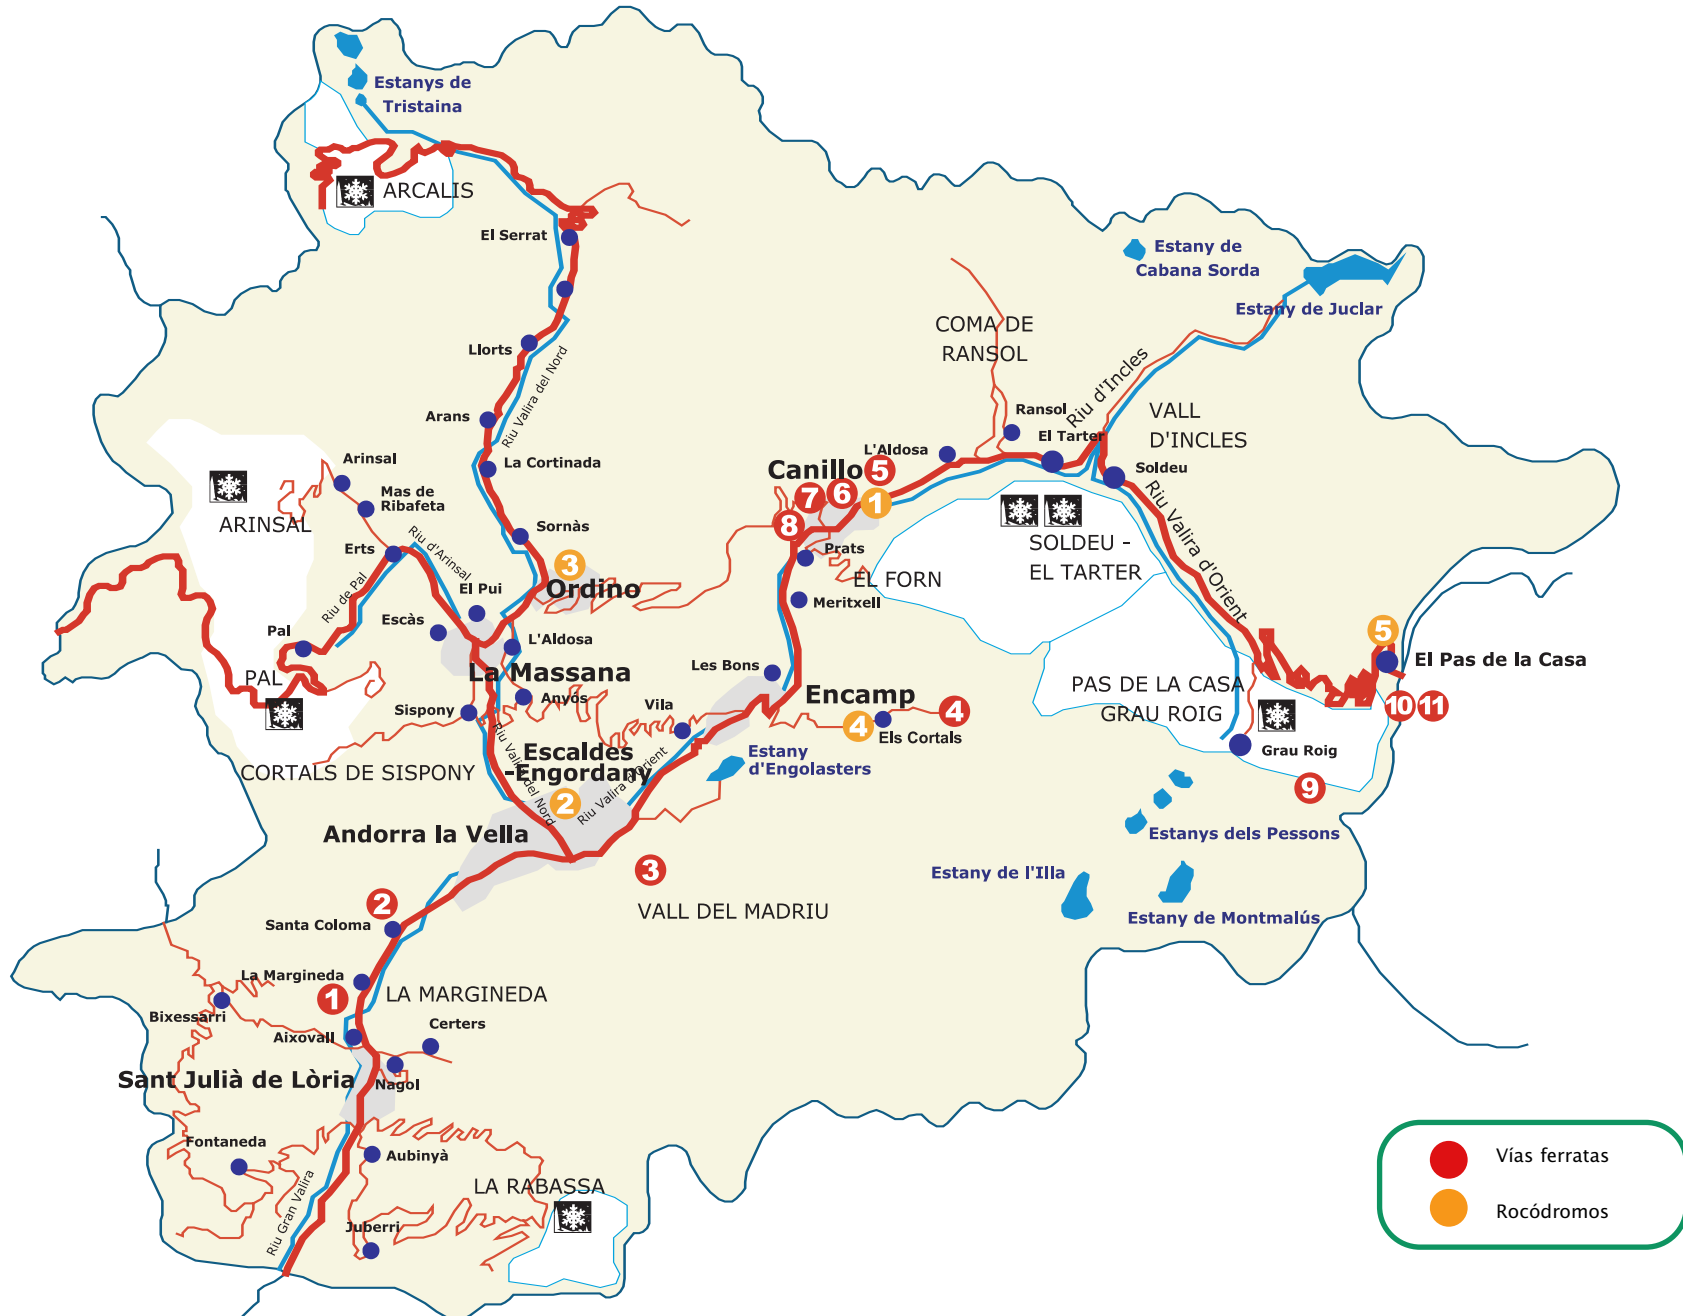 Estanys de
Tristaina
ARCALIS
El Serrat
Estany de
Cabana Sorda
Estany de Juclar
COMA DE
RANSOL
Llorts
Riu Valira del Nord
Riu d'Incles
Arans
Ransol
VALL
D'INCLES
El Tarter
L'Aldosa
La Cortinada
Canillo
5
Soldeu
Arinsal
Mas de
Ribafeta
ARINSAL
7
6
1
8
Riu Valira d'Orient
Sornàs
Riu d'Arinsal
Erts
SOLDEU -
EL TARTER
Prats
3
EL FORN
Ordino
Riu de Pal
El Pui
Meritxell
Escàs
5
Pal
L'Aldosa
El Pas de la Casa
La Massana
Les Bons
PAL
PAS DE LA CASA
GRAU ROIG
Anyós
Encamp
10
11
Sispony
Vila
4
4
Els Cortals
Riu Valira del Nord
Escaldes
-Engordany
Riu Valira d'Orient
Estany
d'Engolasters
Grau Roig
CORTALS DE SISPONY
2
9
Andorra la Vella
Estanys dels Pessons
3
Estany de l'Illa
2
VALL DEL MADRIU
Estany de Montmalús
Santa Coloma
La Margineda
1
LA MARGINEDA
Bixessarri
Certers
Aixovall
Sant Julià de Lòria
Nagol
Fontaneda
Aubinyà
Vías ferratas
LA RABASSA
Rocódromos
Riu Gran Valira
Juberri